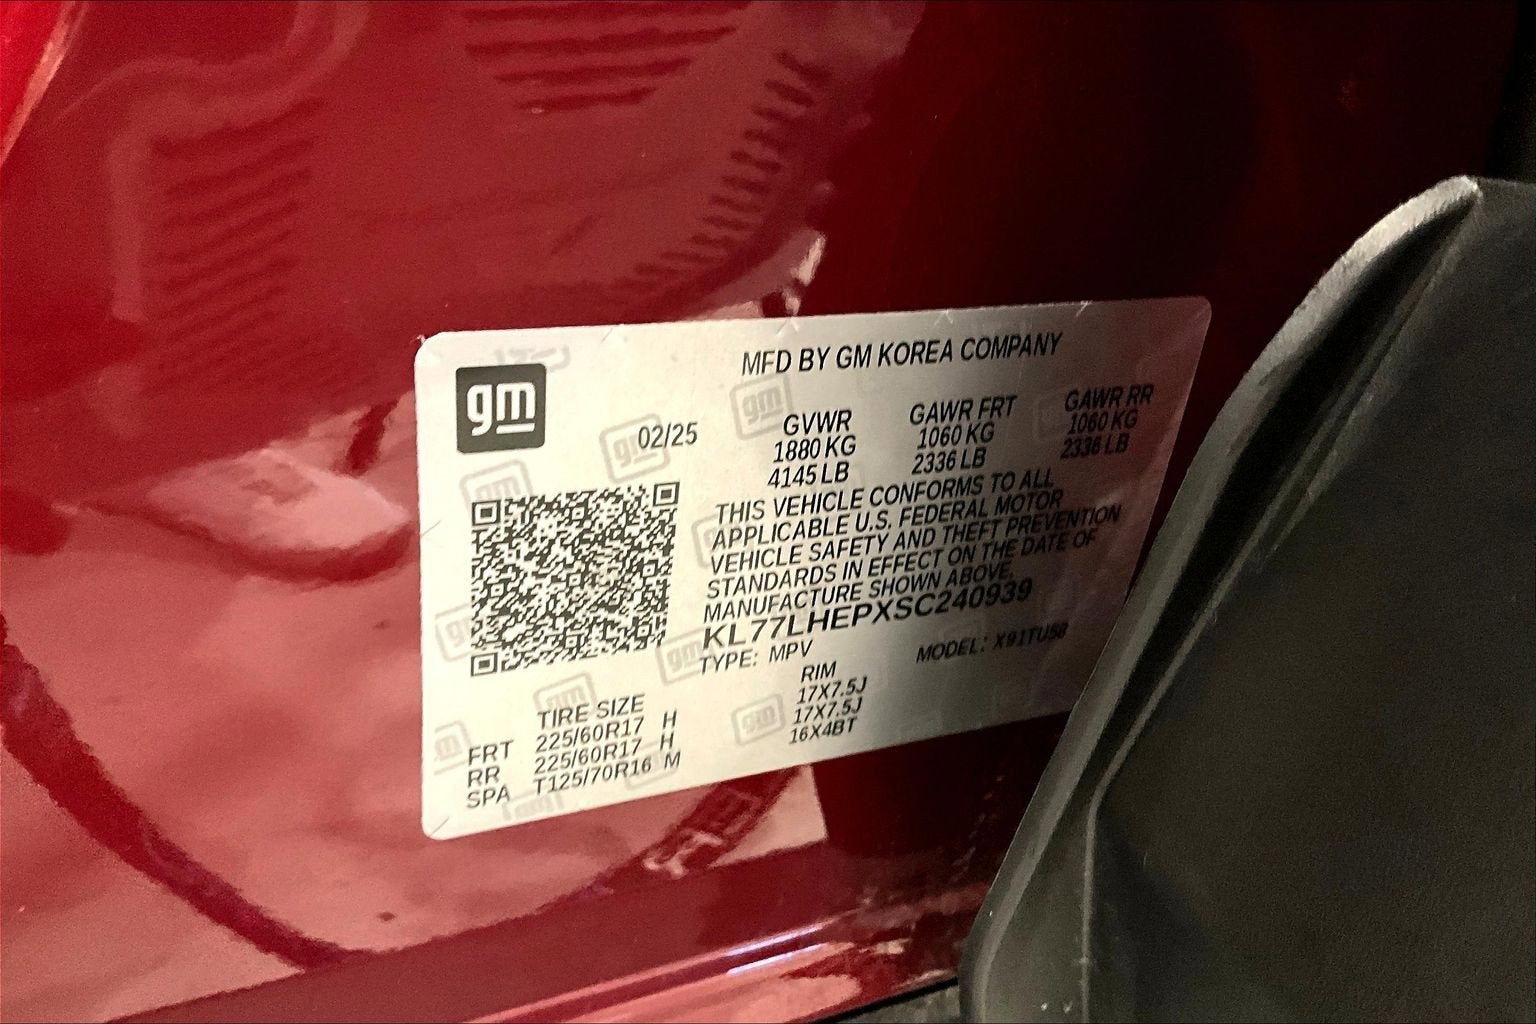 gm
MFD BY GM KOREA COMPANY
02/25
GVWR GAWR FRT GAWR RR
1880 KG 1060 KG 1060 KG
4145 LB 2336 LB 2336 LB
THIS VEHICLE CONFORMS TO ALL
APPLICABLE U.S. FEDERAL MOTOR
VEHICLE SAFETY AND THEFT PREVENTION
STANDARDS IN EFFECT ON THE DATE OF
MANUFACTURE SHOWN ABOVE.
KL77LHEPXSC240939
TYPE: MPV MODEL: X91TU58
TIRE SIZE RIM
FRT 225/60R17 H 17X7.5J
RR 225/60R17 H 17X7.5J
SPA T125/70R16 M 16X4BT